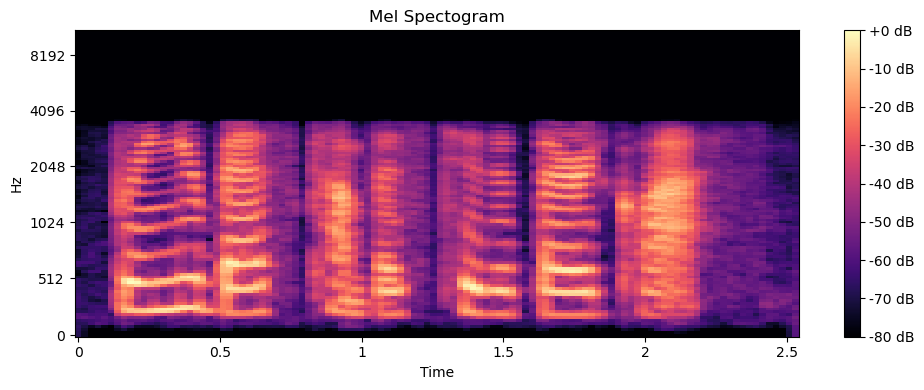 Mel Spectogram
8192
4096
2048
1024
512
0
Hz
0
0.5
1
1.5
2
2.5
Time
+0 dB
-10 dB
-20 dB
-30 dB
-40 dB
-50 dB
-60 dB
-70 dB
-80 dB